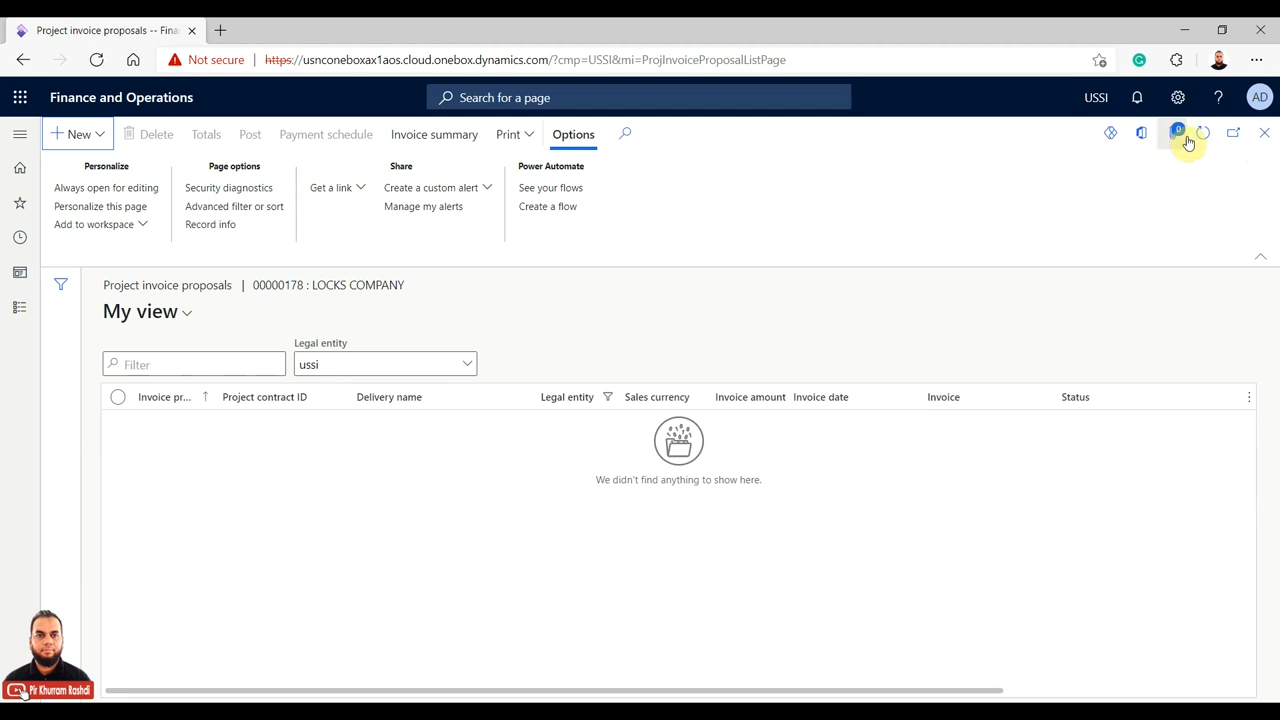 Project invoice proposals -- Fina
Not secure
https://usnconeboxax1aos.cloud.onebox.dynamics.com/?cmp=USSI&mi=ProjInvoiceProposalListPage
Finance and Operations
Search for a page
USSI
AD
New
Delete
Totals
Post
Payment schedule
Invoice summary
Print
Options
0
Personalize
Always open for editing
Personalize this page
Add to workspace
Page options
Security diagnostics
Advanced filter or sort
Record info
Share
Get a link
Create a custom alert
Manage my alerts
Power Automate
See your flows
Create a flow
Project invoice proposals | 00000178 : LOCKS COMPANY
My view
Legal entity
Filter
ussi
Invoice pr...
Project contract ID
Delivery name
Legal entity
Sales currency
Invoice amount
Invoice date
Invoice
Status
We didn't find anything to show here.
Pir Khurram Rashdi